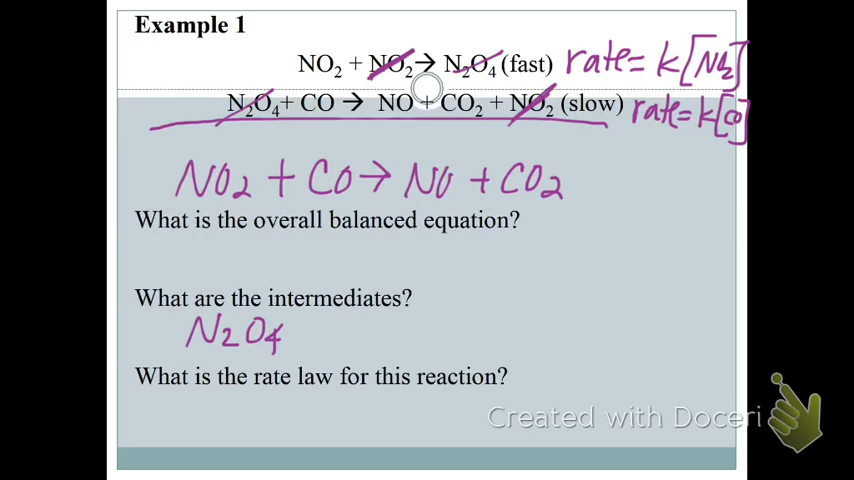 Example 1
NO2 + NO2 → N2O4 (fast) rate = k[NO2]
N2O4 + CO → NO + CO2 + NO2 (slow) rate = k[CO]
NO2 + CO → NO + CO2
What is the overall balanced equation?
What are the intermediates?
N2O4
What is the rate law for this reaction?
Created with Doceri